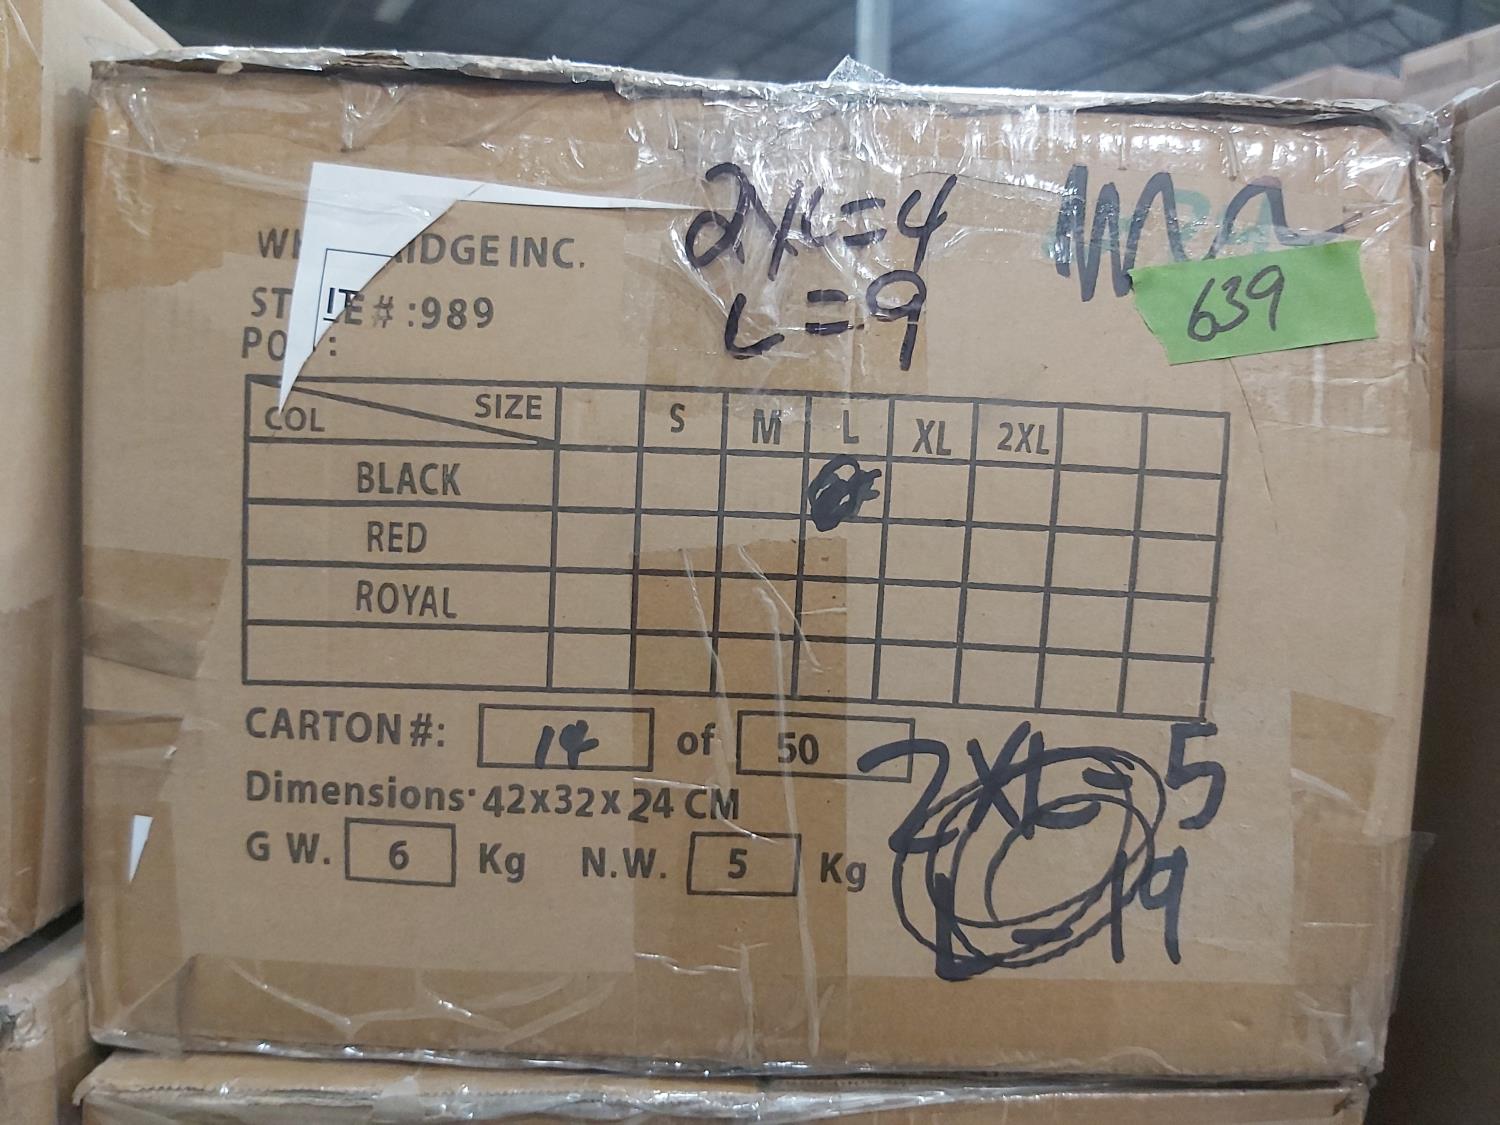 2XL=4
L=9
639
IDGE INC.
STYLE # :989
PO# :
COL SIZE S M L XL 2XL
BLACK
RED
ROYAL
CARTON #: 14 of 50
Dimensions: 42x32x24 CM
G W. 6 Kg N.W. 5 Kg
2XL=5
L=19